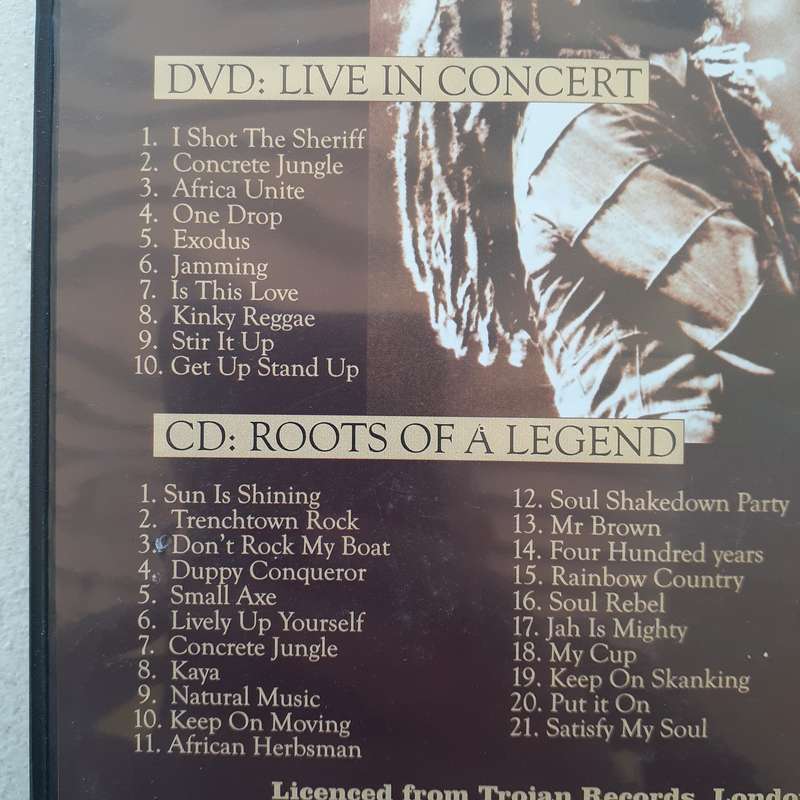 DVD: LIVE IN CONCERT
1. I Shot The Sheriff
2. Concrete Jungle
3. Africa Unite
4. One Drop
5. Exodus
6. Jamming
7. Is This Love
8. Kinky Reggae
9. Stir It Up
10. Get Up Stand Up
CD: ROOTS OF A LEGEND
1. Sun Is Shining
2. Trenchtown Rock
3. Don't Rock My Boat
4. Duppy Conqueror
5. Small Axe
6. Lively Up Yourself
7. Concrete Jungle
8. Kaya
9. Natural Music
10. Keep On Moving
11. African Herbsman
12. Soul Shakedown Party
13. Mr Brown
14. Four Hundred years
15. Rainbow Country
16. Soul Rebel
17. Jah Is Mighty
18. My Cup
19. Keep On Skanking
20. Put it On
21. Satisfy My Soul
Licenced from Trojan Records, Londo